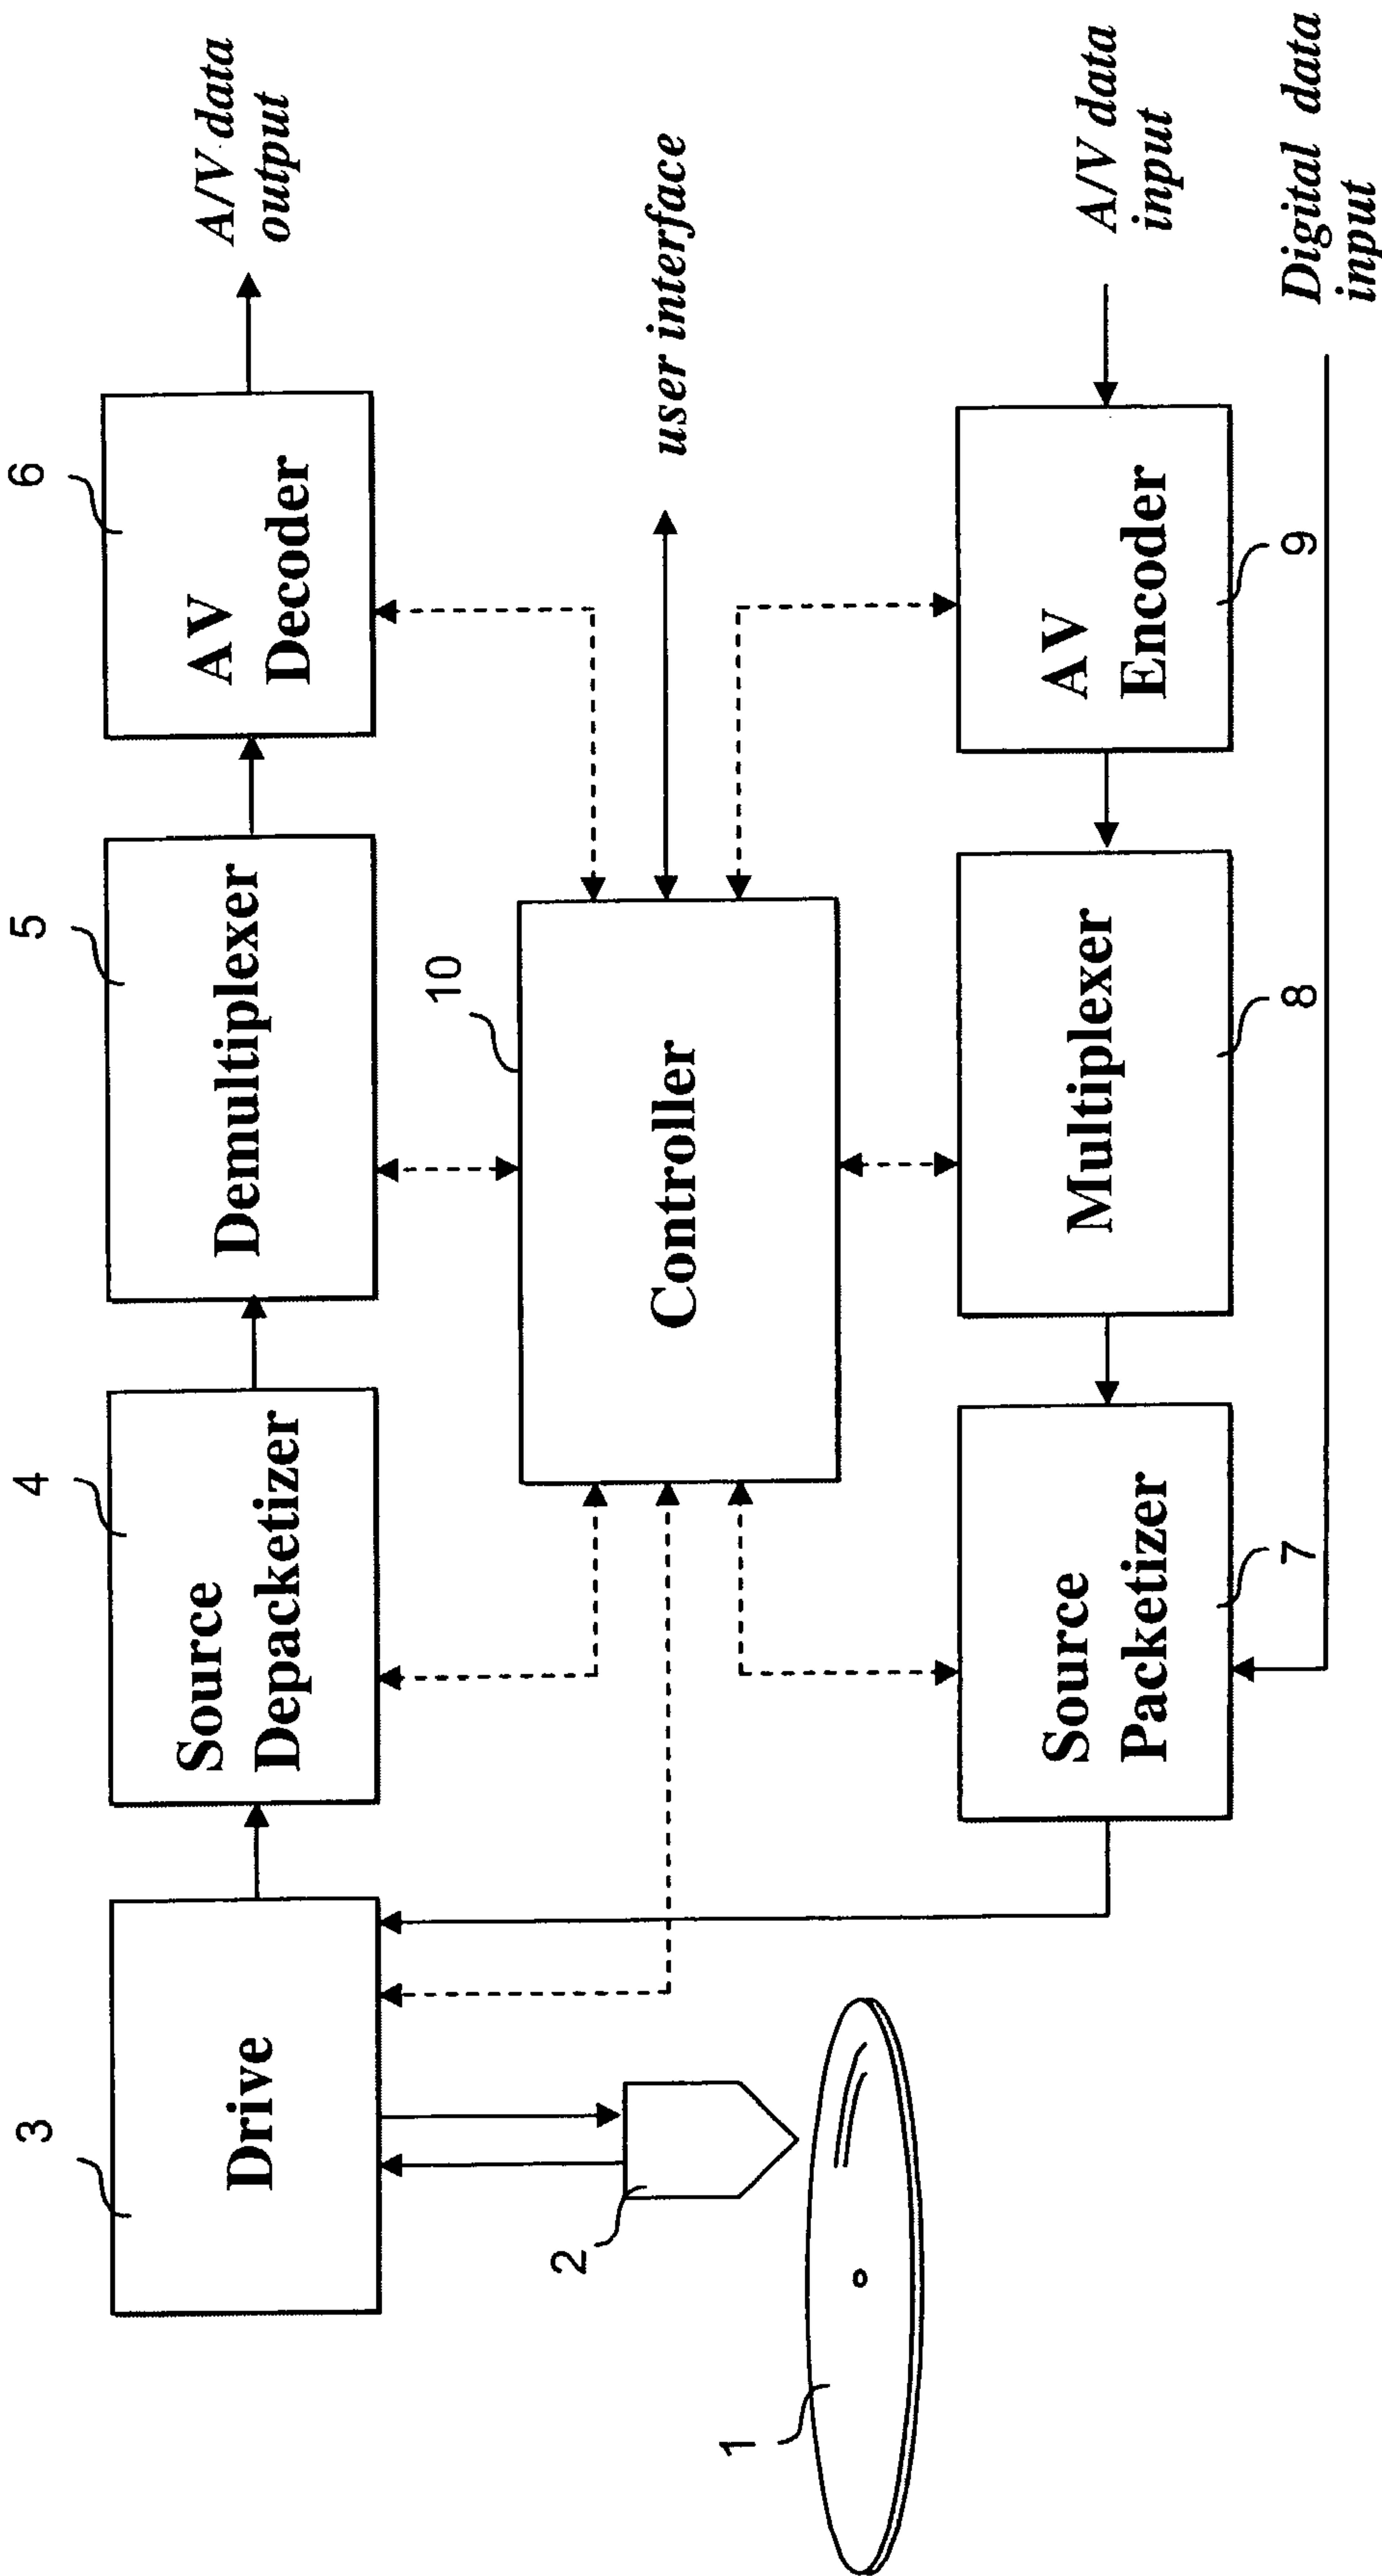 3
4
5
6
Drive
Source
Depacketizer
Demultiplexer
AV
Decoder
A/V data
output
2
10
Controller
user interface
1
Source
Packetizer
Multiplexer
AV
Encoder
A/V data
input
7
8
9
Digital data
input